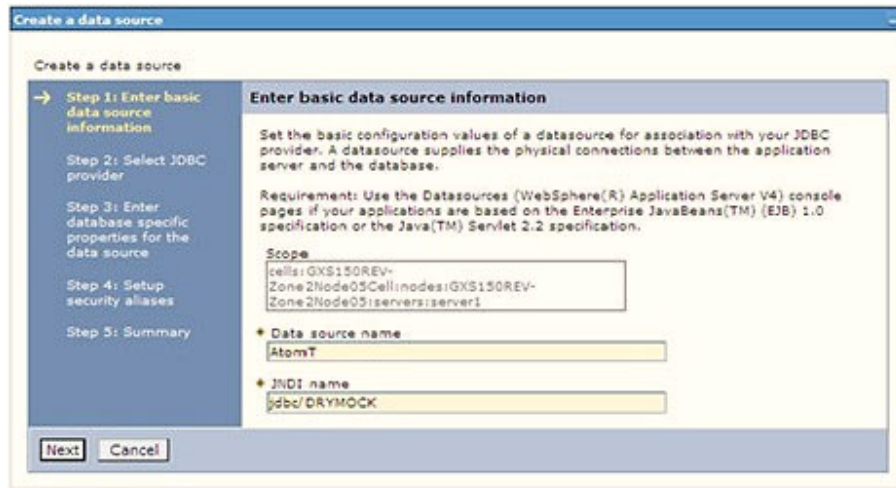 Create a data source
Create a data source
Step 1: Enter basic
data source
information
Step 2: Select JDBC
provider
Step 3: Enter
database specific
properties for the
data source
Step 4: Setup
security aliases
Step 5: Summary
Enter basic data source information
Set the basic configuration values of a datasource for association with your JDBC
provider. A datasource supplies the physical connections between the application
server and the database.
Requirement: Use the Datasources (WebSphere(R) Application Server V4) console
pages if your applications are based on the Enterprise JavaBeans(TM) (EJB) 1.0
specification or the Java(TM) Servlet 2.2 specification.
Scope
cells:GXS150REV-
Zone2Node05Cell:nodes:GXS150REV-
Zone2Node05:servers:server1
Data source name
AtomT
JNDI name
jdbc/DRYMOCK
Next
Cancel